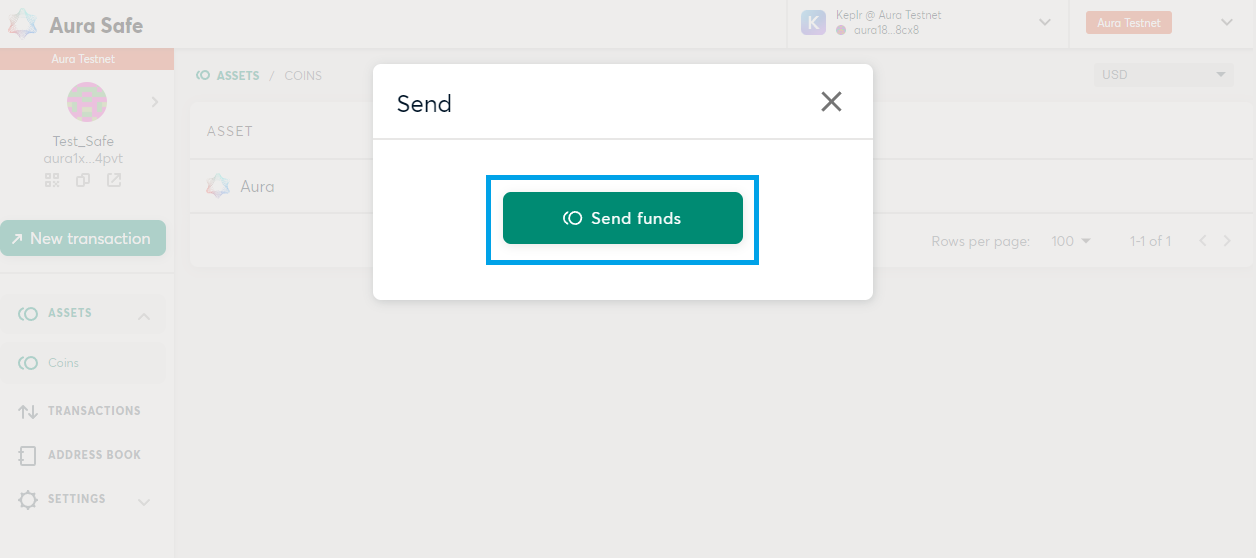 Aura Safe
Keplr @ Aura Testnet
aura18...8cx8
Aura Testnet
Aura Testnet
Test_Safe
aura1x...4pvt
New transaction
ASSETS
Coins
TRANSACTIONS
ADDRESS BOOK
SETTINGS
ASSETS / COINS
USD
ASSET
Aura
Rows per page: 100 1-1 of 1
Send
Send funds